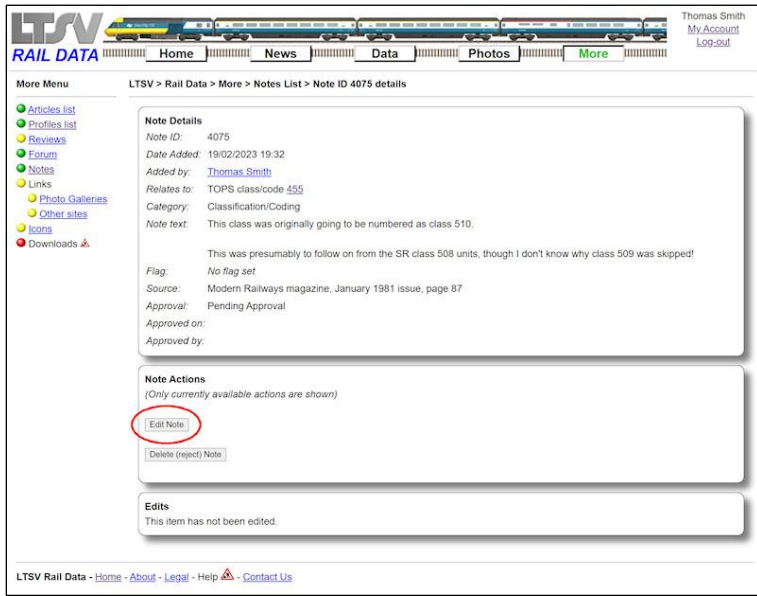 LTSV
RAIL DATA
Home News Data Photos More
Thomas Smith
My Account
Log-out
More Menu
Articles list
Profiles list
Reviews
Forum
Notes
Links
Photo Galleries
Other sites
Icons
Downloads
LTSV > Rail Data > More > Notes List > Note ID 4075 details
Note Details
Note ID: 4075
Date Added: 19/02/2023 19:32
Added by: Thomas Smith
Relates to: TOPS class/code 455
Category: Classification/Coding
Note text: This class was originally going to be numbered as class 510.
This was presumably to follow on from the SR class 508 units, though I don't know why class 509 was skipped!
Flag: No flag set
Source: Modern Railways magazine, January 1981 issue, page 87
Approval: Pending Approval
Approved on:
Approved by:
Note Actions
(Only currently available actions are shown)
Edit Note
Delete (reject) Note
Edits
This item has not been edited.
LTSV Rail Data - Home - About - Legal - Help - Contact Us